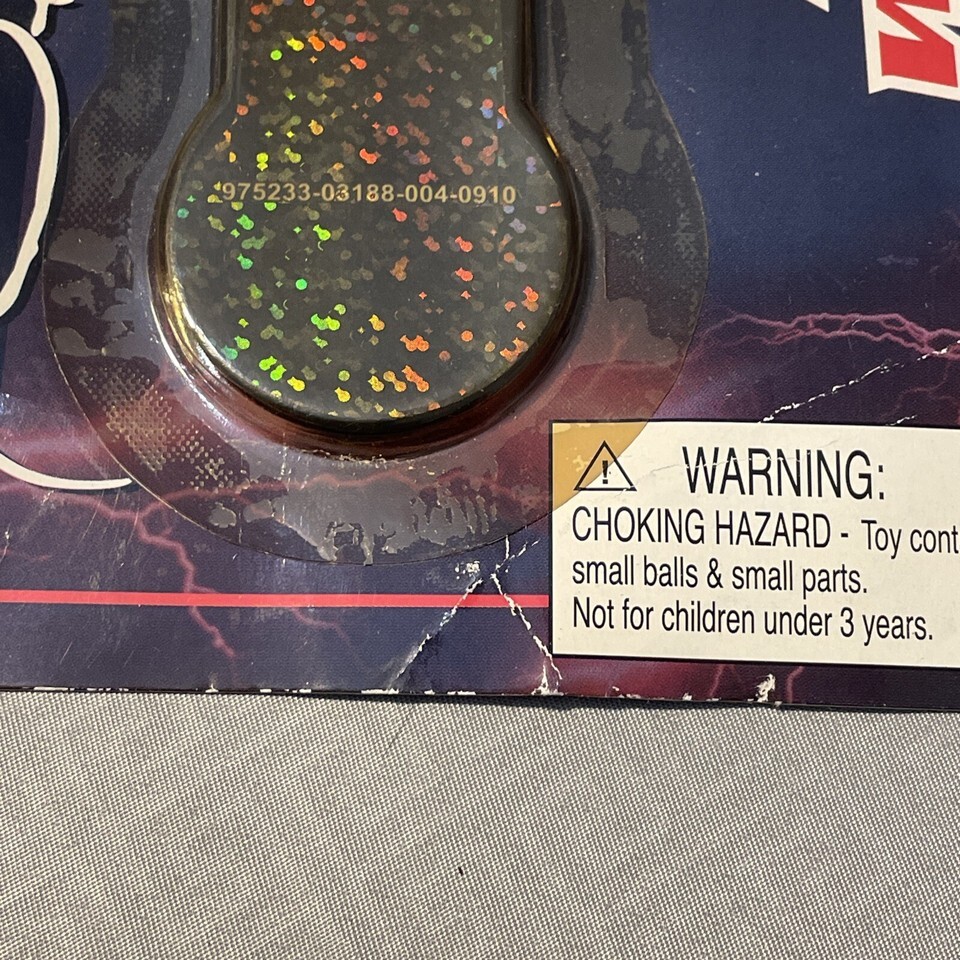 975233-03188-004-0910
WARNING:
CHOKING HAZARD - Toy cont
small balls & small parts.
Not for children under 3 years.